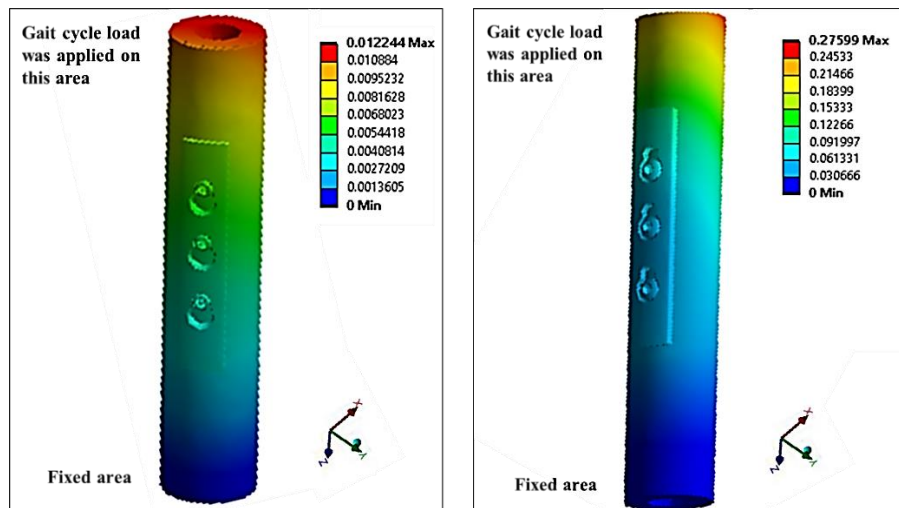 Gait cycle load
was applied on
this area
0.012244 Max
0.010884
0.0095232
0.0081628
0.0068023
0.0054418
0.0040814
0.0027209
0.0013605
0 Min
X
Y
Z
Fixed area
Gait cycle load
was applied on
this area
0.27599 Max
0.24533
0.21466
0.18399
0.15333
0.12266
0.091997
0.061331
0.030666
0 Min
X
Y
Z
Fixed area